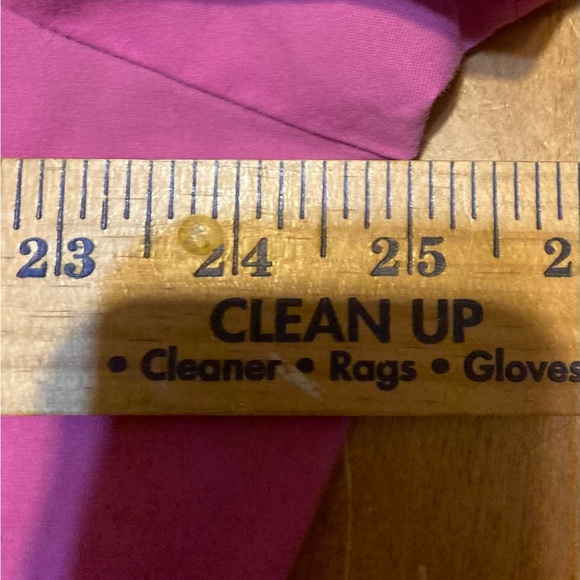 23 24 25 2
CLEAN UP
• Cleaner • Rags • Gloves